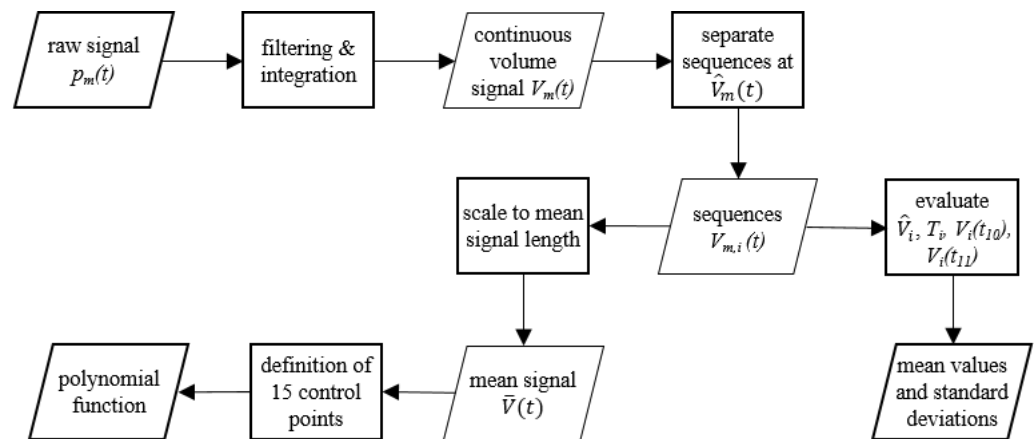 raw signal
pₘ(t)
filtering &
integration
continuous
volume
signal Vₘ(t)
separate
sequences at
V̂ₘ(t)
scale to mean
signal length
sequences
Vₘ,ᵢ(t)
evaluate
V̂ᵢ, Tᵢ, Vᵢ(t₁₀),
Vᵢ(t₁₁)
polynomial
function
definition of
15 control
points
mean signal
V̄(t)
mean values
and standard
deviations